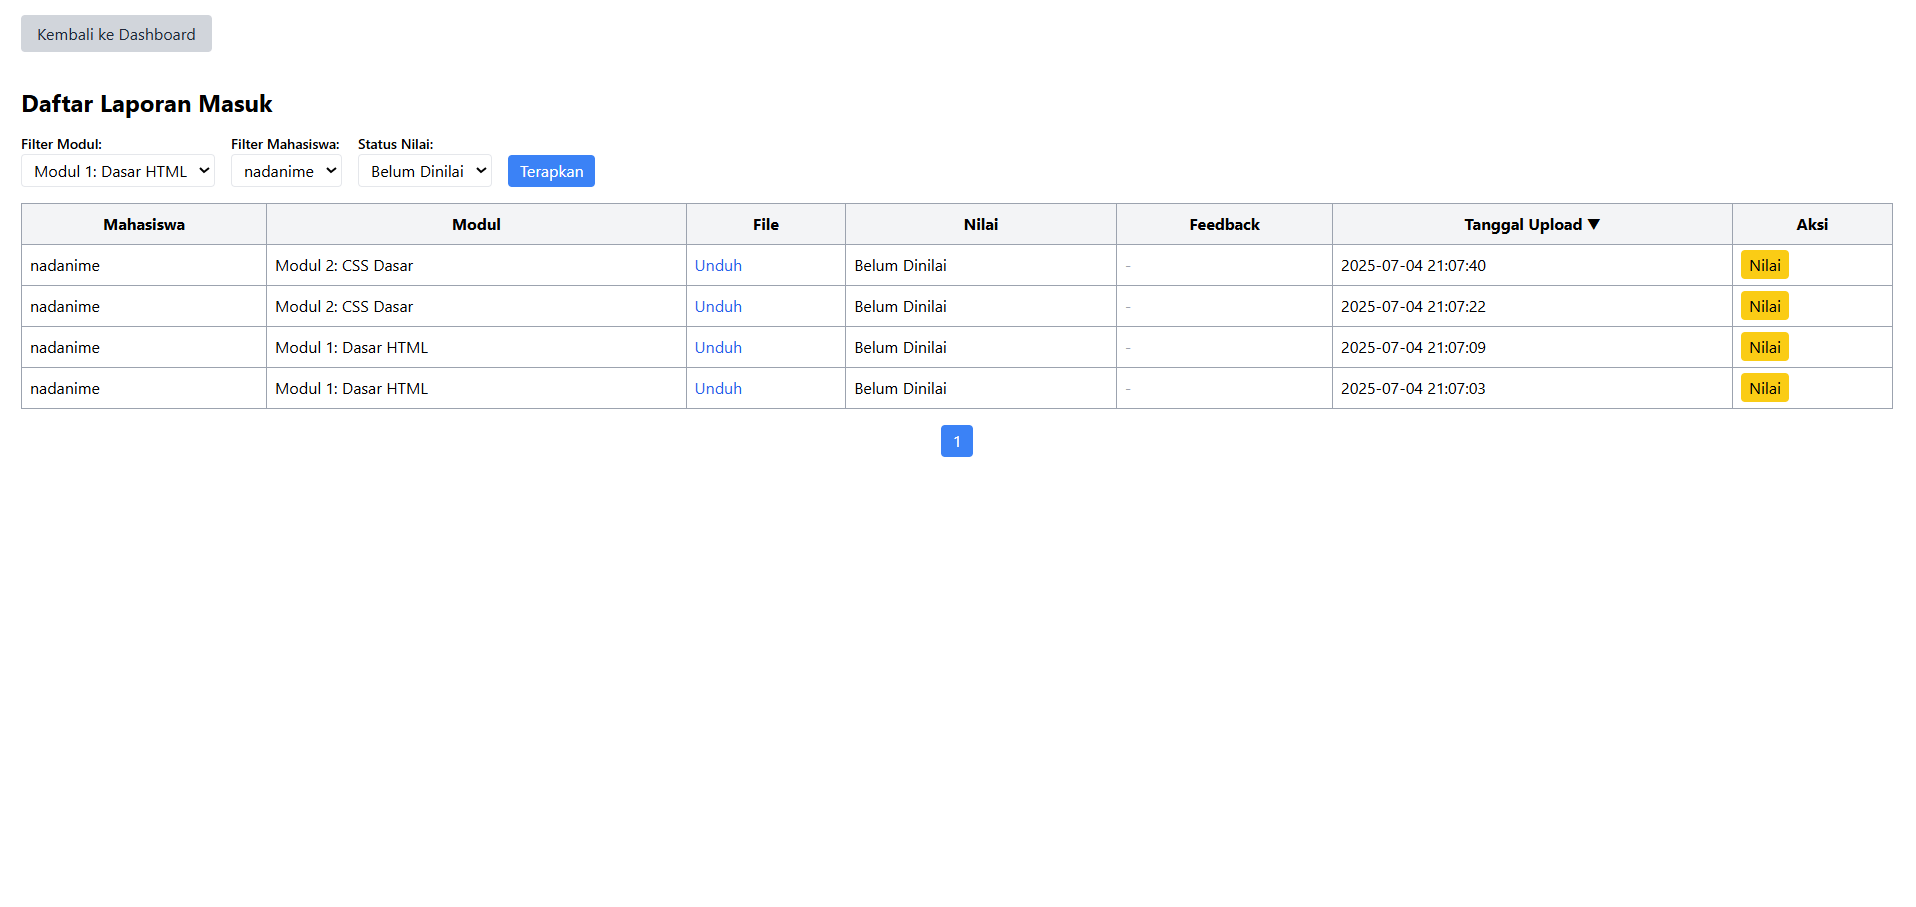 Kembali ke Dashboard
Daftar Laporan Masuk
Filter Modul: Filter Mahasiswa: Status Nilai:
Modul 1: Dasar HTML nadanime Belum Dinilai Terapkan
Mahasiswa Modul File Nilai Feedback Tanggal Upload ▼ Aksi
nadanime Modul 2: CSS Dasar Unduh Belum Dinilai - 2025-07-04 21:07:40 Nilai
nadanime Modul 2: CSS Dasar Unduh Belum Dinilai - 2025-07-04 21:07:22 Nilai
nadanime Modul 1: Dasar HTML Unduh Belum Dinilai - 2025-07-04 21:07:09 Nilai
nadanime Modul 1: Dasar HTML Unduh Belum Dinilai - 2025-07-04 21:07:03 Nilai
1